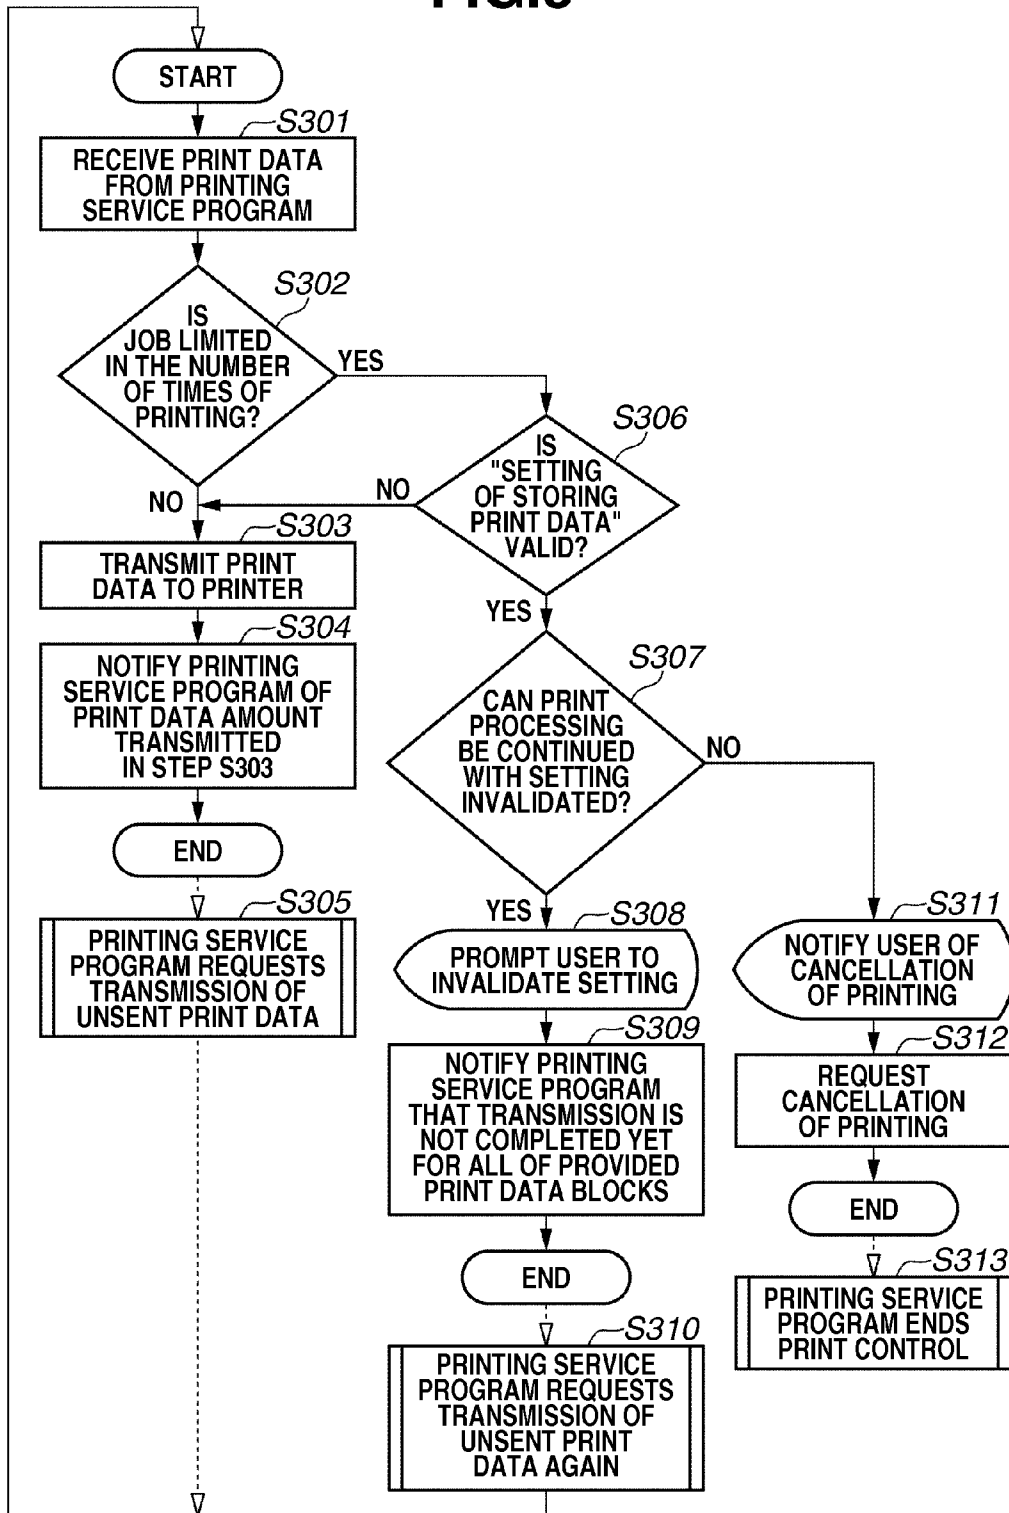 START
S301
RECEIVE PRINT DATA
FROM PRINTING
SERVICE PROGRAM
S302
IS
JOB LIMITED
IN THE NUMBER
OF TIMES OF
PRINTING?
YES
NO
S306
IS
"SETTING
OF STORING
PRINT DATA"
VALID?
NO
YES
S303
TRANSMIT PRINT
DATA TO PRINTER
S304
NOTIFY PRINTING
SERVICE PROGRAM OF
PRINT DATA AMOUNT
TRANSMITTED
IN STEP S303
END
S305
PRINTING SERVICE
PROGRAM REQUESTS
TRANSMISSION OF
UNSENT PRINT DATA
S307
CAN PRINT
PROCESSING
BE CONTINUED
WITH SETTING
INVALIDATED?
NO
YES
S308
PROMPT USER TO
INVALIDATE SETTING
S309
NOTIFY PRINTING
SERVICE PROGRAM
THAT TRANSMISSION IS
NOT COMPLETED YET
FOR ALL OF PROVIDED
PRINT DATA BLOCKS
END
S310
PRINTING SERVICE
PROGRAM REQUESTS
TRANSMISSION OF
UNSENT PRINT
DATA AGAIN
S311
NOTIFY USER OF
CANCELLATION
OF PRINTING
S312
REQUEST
CANCELLATION
OF PRINTING
END
S313
PRINTING SERVICE
PROGRAM ENDS
PRINT CONTROL